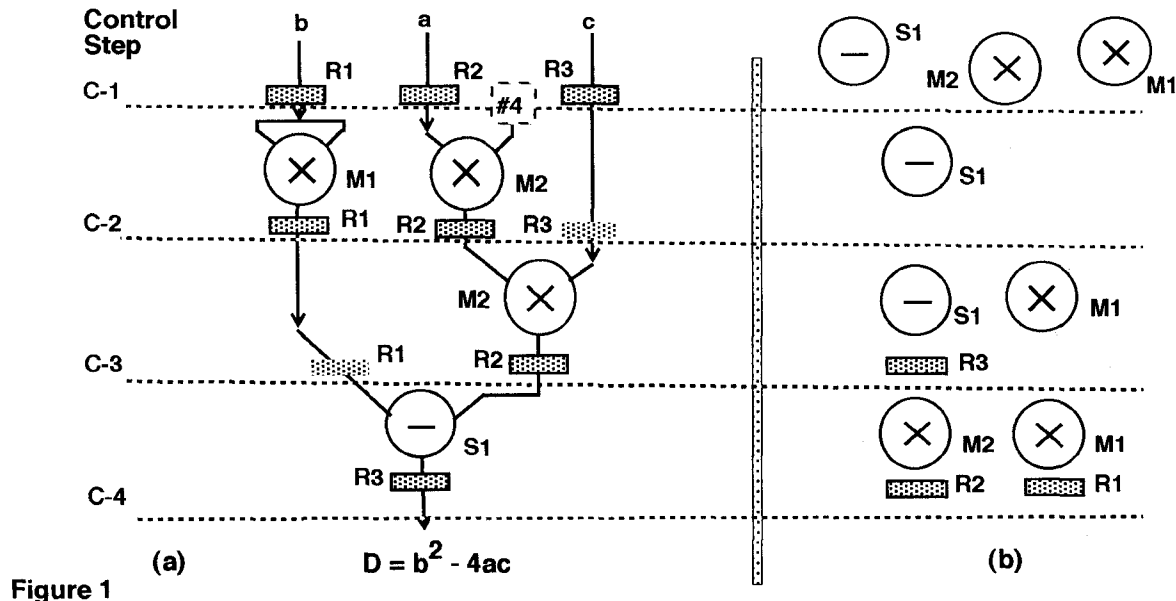 Control Step
b a c
R1 R2 R3
#4
C-1
M1 M2
C-2 R1 R2 R3
M2
C-3 R1 R2
S1
R3
C-4
(a) D = b² - 4ac
Figure 1
S1
M2 M1
S1
S1 M1
R3
M2 M1
R2 R1
(b)